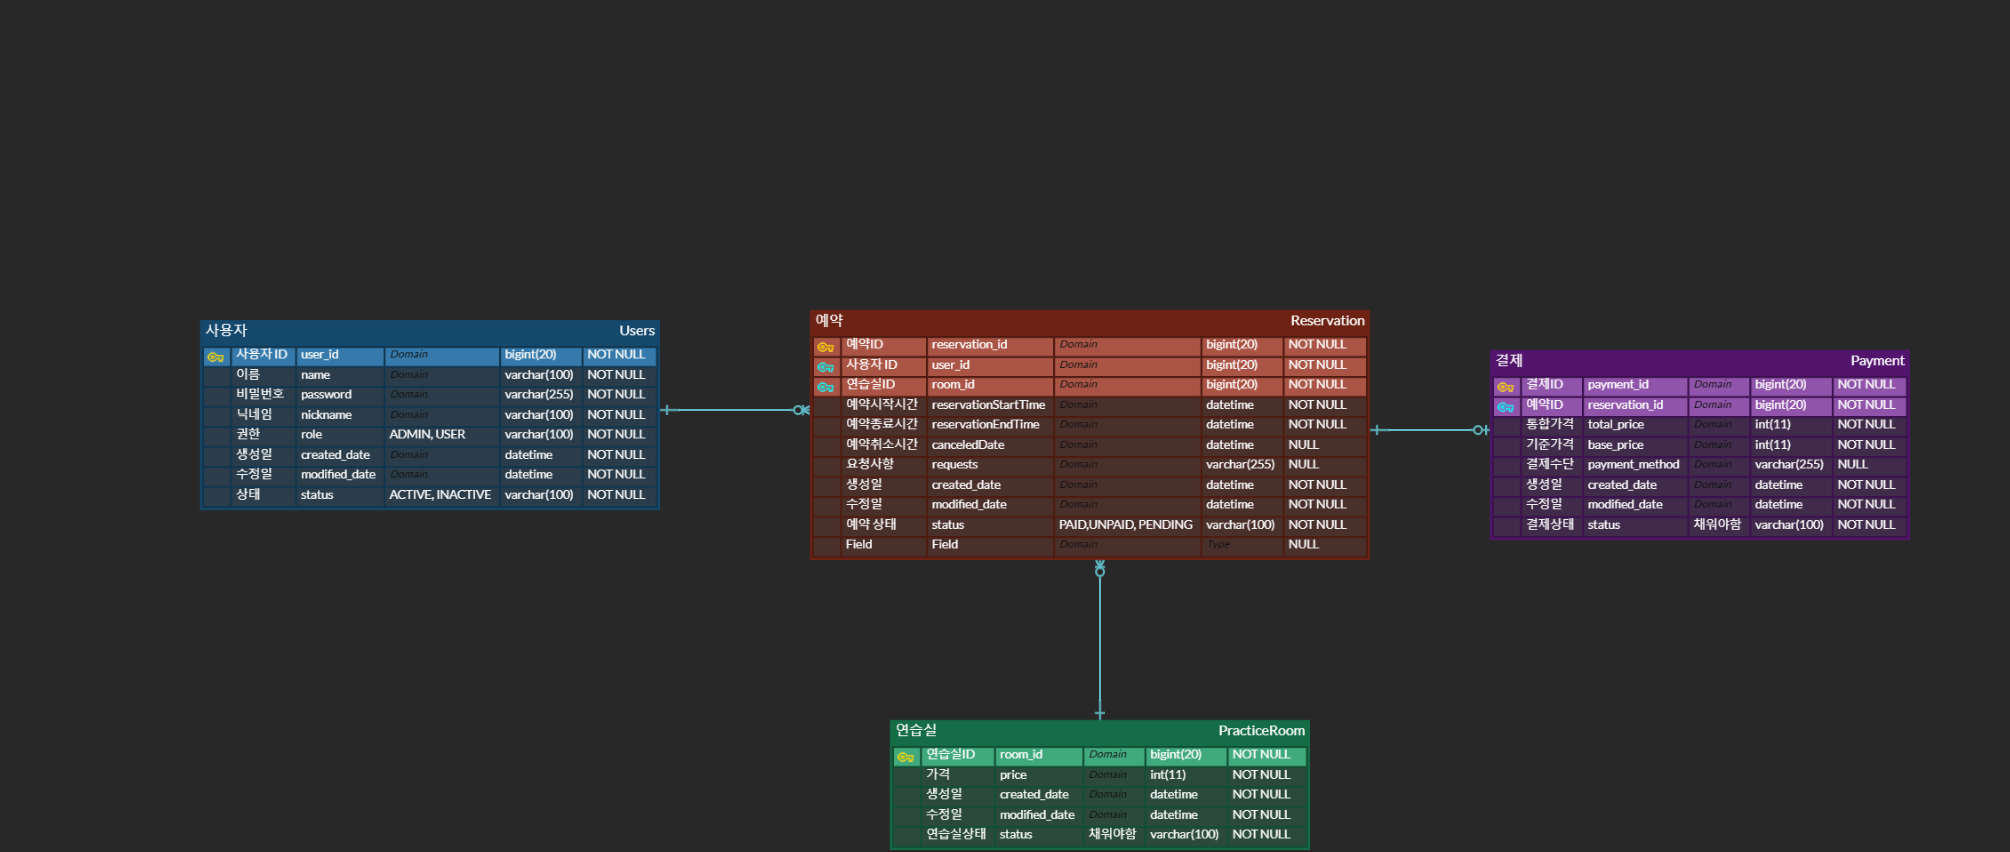 사용자 Users
사용자 ID user_id Domain bigint(20) NOT NULL
이름 name Domain varchar(100) NOT NULL
비밀번호 password Domain varchar(255) NOT NULL
닉네임 nickname Domain varchar(100) NOT NULL
권한 role ADMIN, USER varchar(100) NOT NULL
생성일 created_date Domain datetime NOT NULL
수정일 modified_date Domain datetime NOT NULL
상태 status ACTIVE, INACTIVE varchar(100) NOT NULL
예약 Reservation
예약ID reservation_id Domain bigint(20) NOT NULL
사용자 ID user_id Domain bigint(20) NOT NULL
연습실ID room_id Domain bigint(20) NOT NULL
예약시작시간 reservationStartTime Domain datetime NOT NULL
예약종료시간 reservationEndTime Domain datetime NOT NULL
예약취소시간 canceledDate Domain datetime NULL
요청사항 requests Domain varchar(255) NULL
생성일 created_date Domain datetime NOT NULL
수정일 modified_date Domain datetime NOT NULL
예약 상태 status PAID,UNPAID, PENDING varchar(100) NOT NULL
Field Field Domain Type NULL
결제 Payment
결제ID payment_id Domain bigint(20) NOT NULL
예약ID reservation_id Domain bigint(20) NOT NULL
통합가격 total_price Domain int(11) NOT NULL
기준가격 base_price Domain int(11) NOT NULL
결제수단 payment_method Domain varchar(255) NULL
생성일 created_date Domain datetime NOT NULL
수정일 modified_date Domain datetime NOT NULL
결제상태 status 채워야함 varchar(100) NOT NULL
연습실 PracticeRoom
연습실ID room_id Domain bigint(20) NOT NULL
가격 price Domain int(11) NOT NULL
생성일 created_date Domain datetime NOT NULL
수정일 modified_date Domain datetime NOT NULL
연습실상태 status 채워야함 varchar(100) NOT NULL